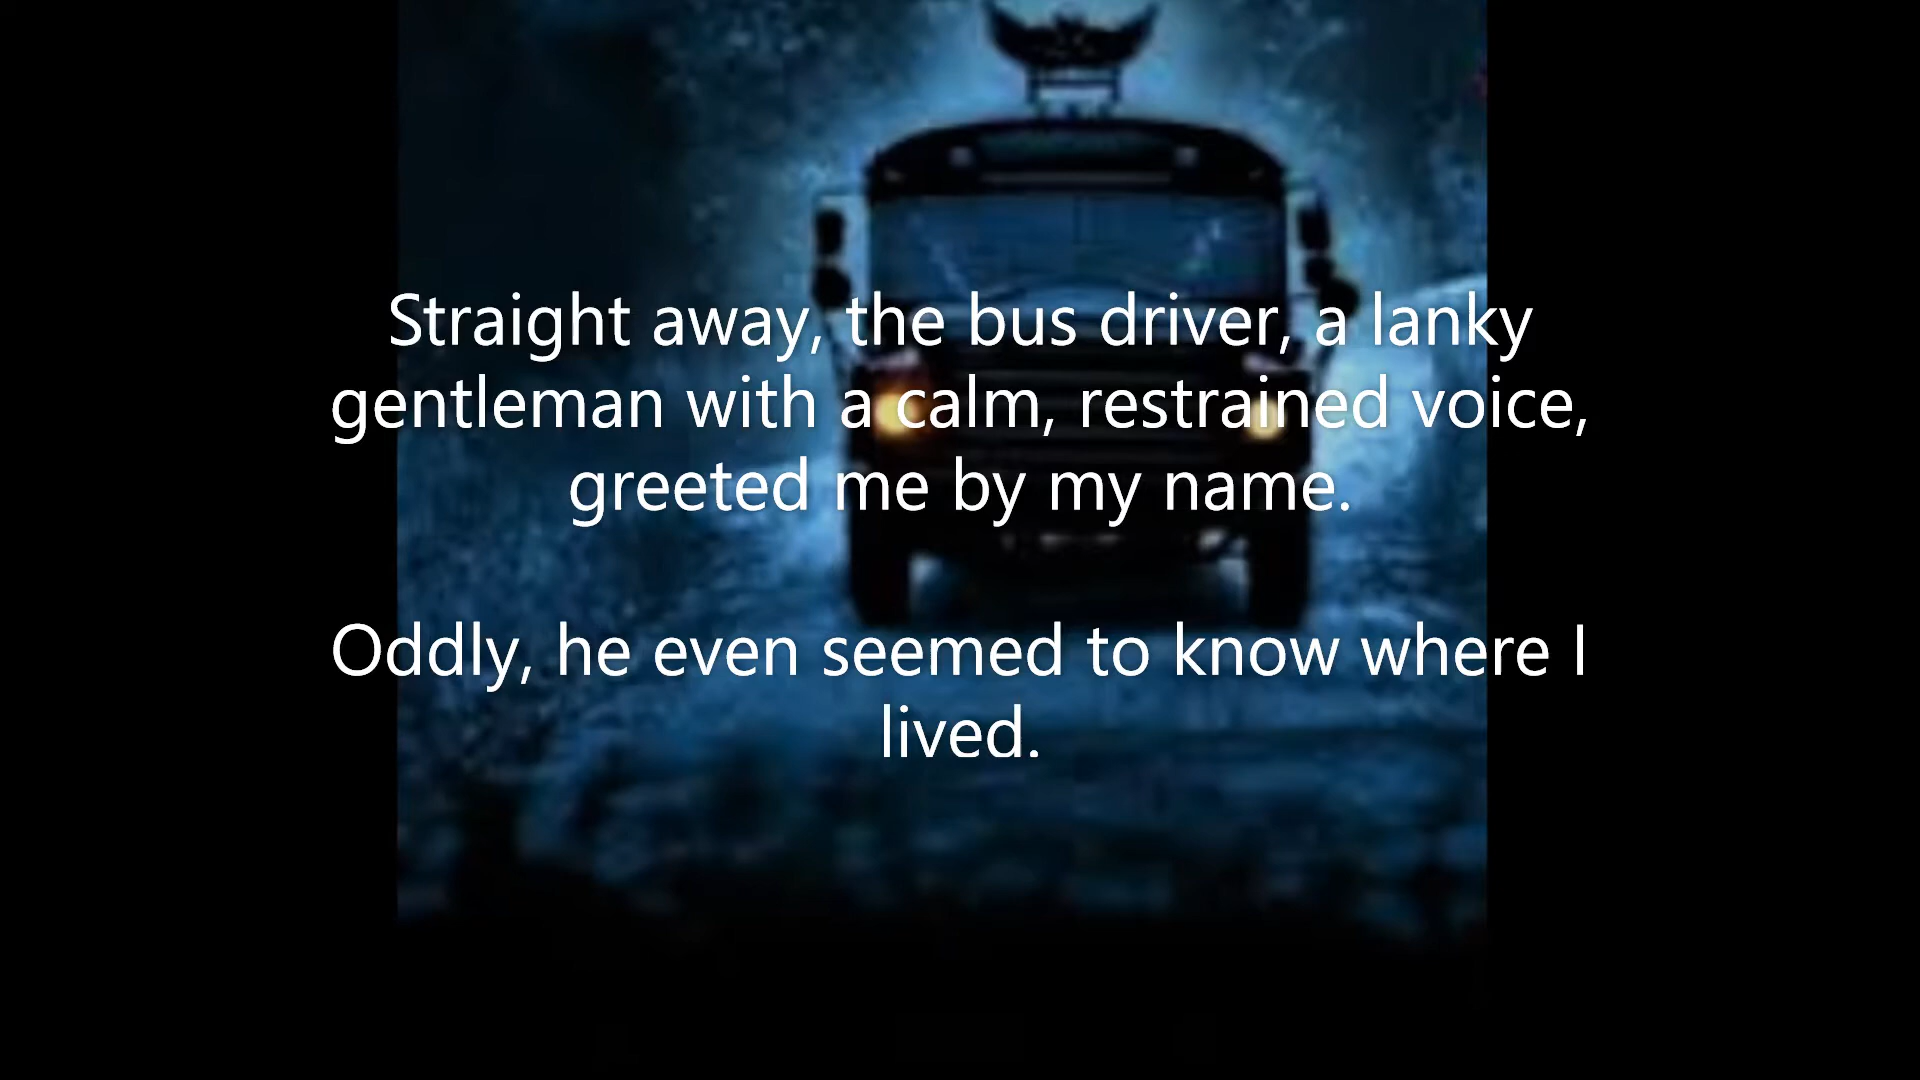 Straight away, the bus driver, a lanky
gentleman with a calm, restrained voice,
greeted me by my name.
Oddly, he even seemed to know where I
lived.